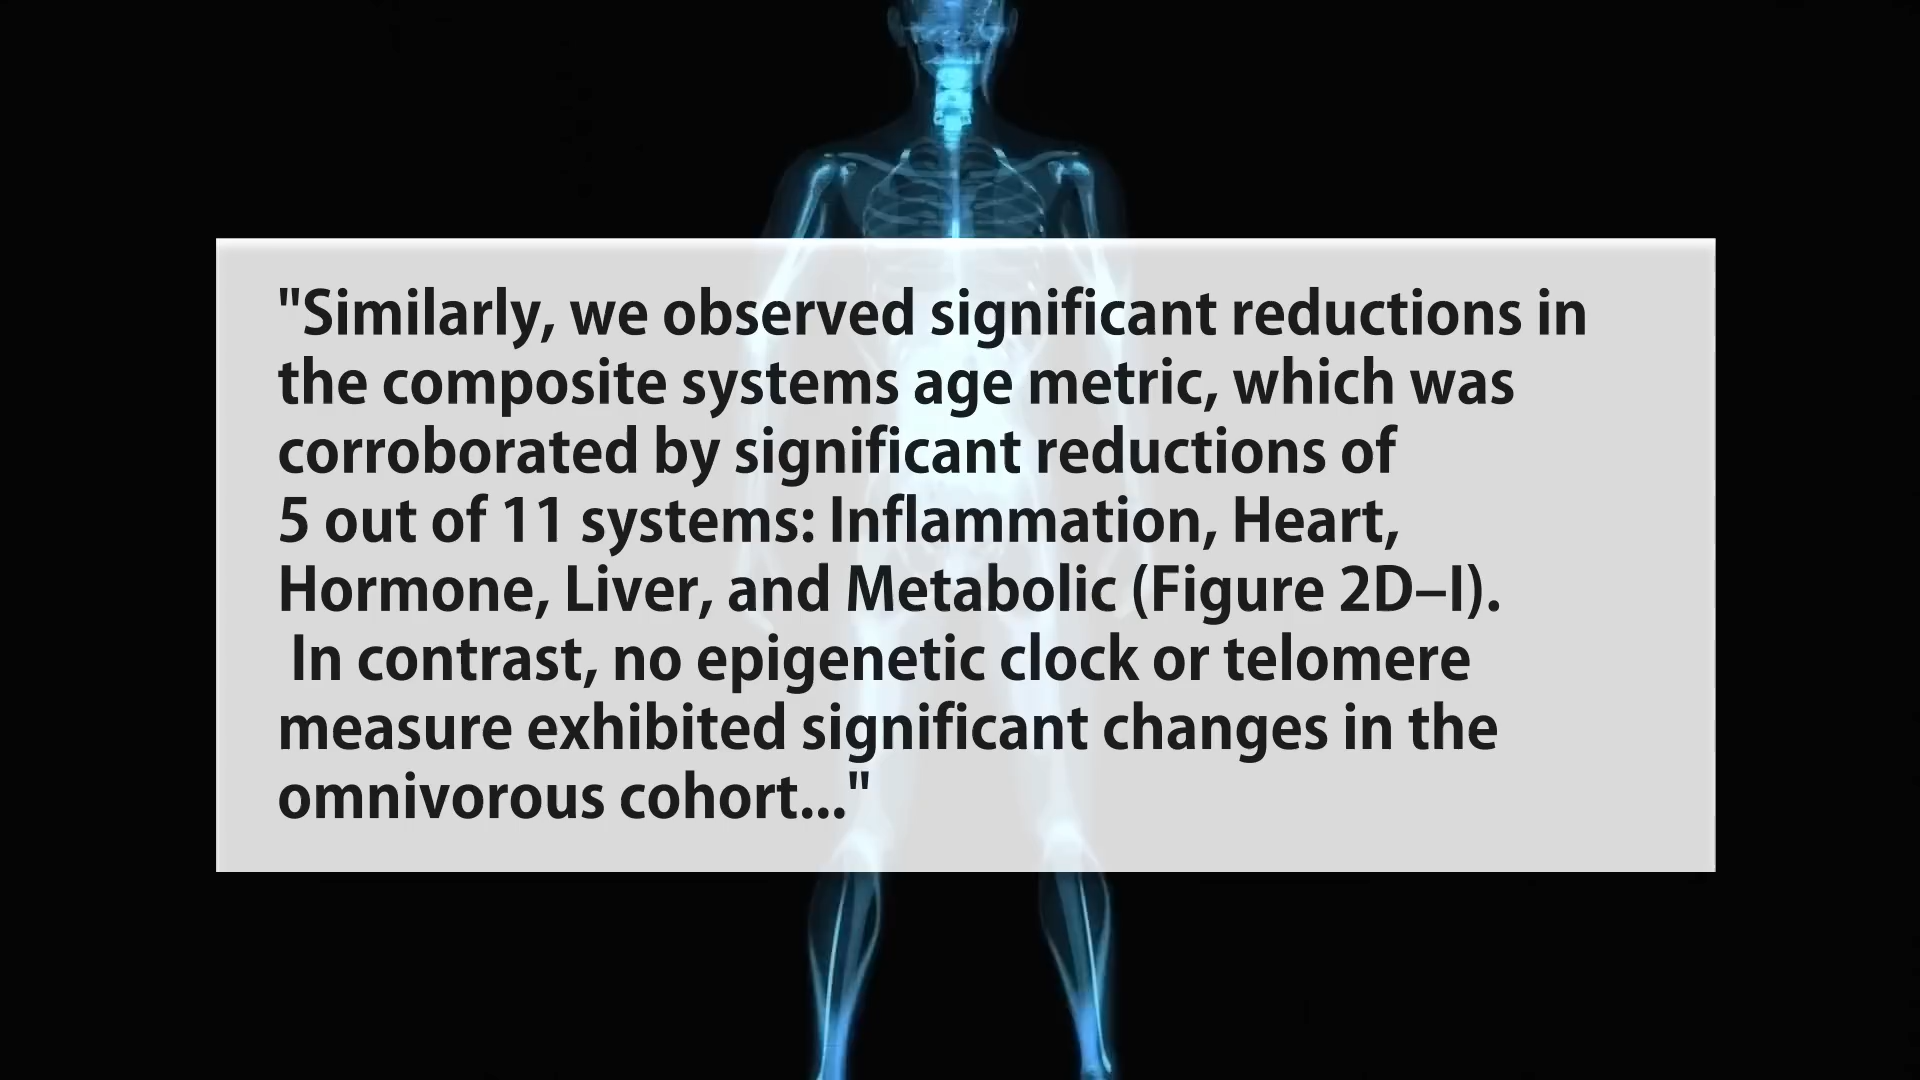 "Similarly, we observed significant reductions in
the composite systems age metric, which was
corroborated by significant reductions of
5 out of 11 systems: Inflammation, Heart,
Hormone, Liver, and Metabolic (Figure 2D–I).
In contrast, no epigenetic clock or telomere
measure exhibited significant changes in the
omnivorous cohort..."